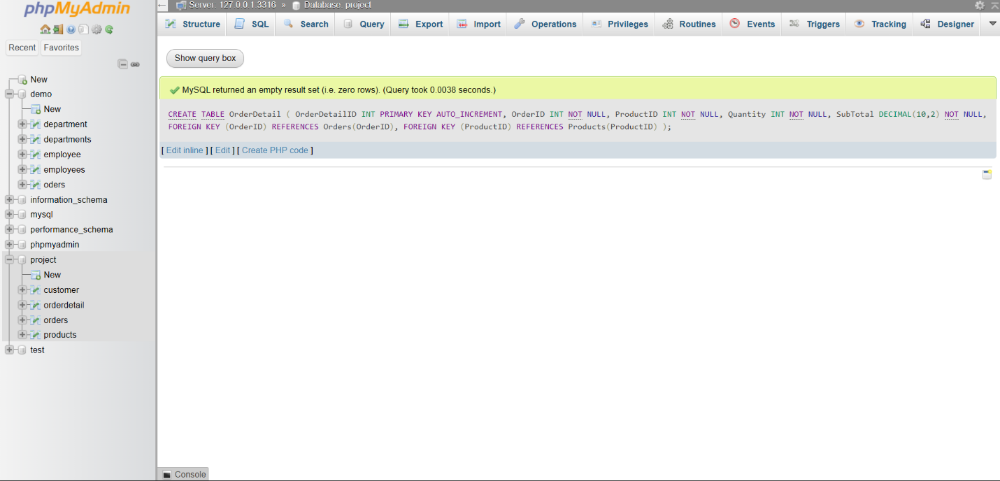 phpMyAdmin
Recent Favorites
New
demo
New
department
departments
employee
employees
oders
information_schema
mysql
performance_schema
phpmyadmin
project
New
customer
orderdetail
orders
products
test
Server: 127.0.0.1:3316 » Database: project
Structure SQL Search Query Export Import Operations Privileges Routines Events Triggers Tracking Designer
Show query box
MySQL returned an empty result set (i.e. zero rows). (Query took 0.0038 seconds.)
CREATE TABLE OrderDetail ( OrderDetailID INT PRIMARY KEY AUTO_INCREMENT, OrderID INT NOT NULL, ProductID INT NOT NULL, Quantity INT NOT NULL, SubTotal DECIMAL(10,2) NOT NULL,
FOREIGN KEY (OrderID) REFERENCES Orders(OrderID), FOREIGN KEY (ProductID) REFERENCES Products(ProductID) );
[ Edit inline ] [ Edit ] [ Create PHP code ]
Console